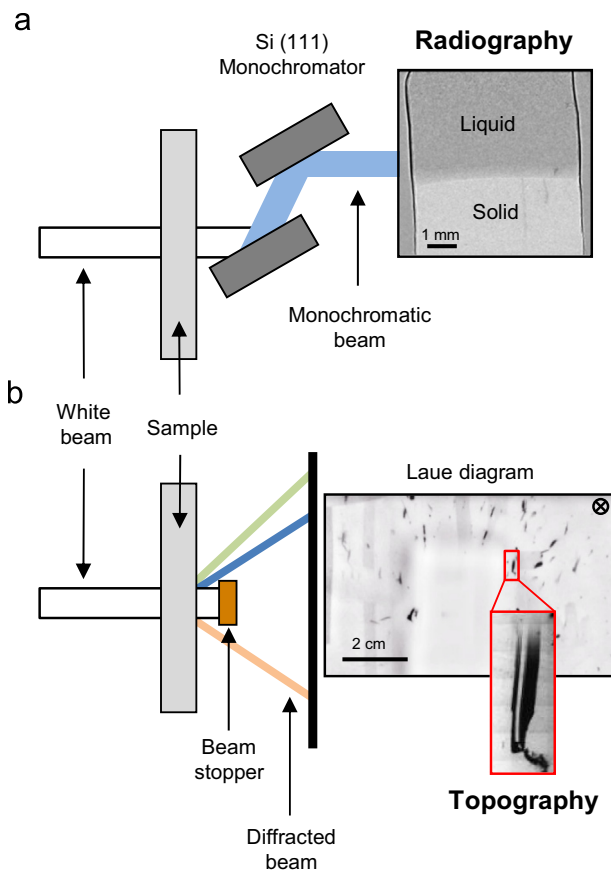 a
Si (111)
Monochromator
Radiography
Liquid
Solid
1 mm
Monochromatic
beam
b
White
beam
Sample
Laue diagram
2 cm
Beam
stopper
Topography
Diffracted
beam